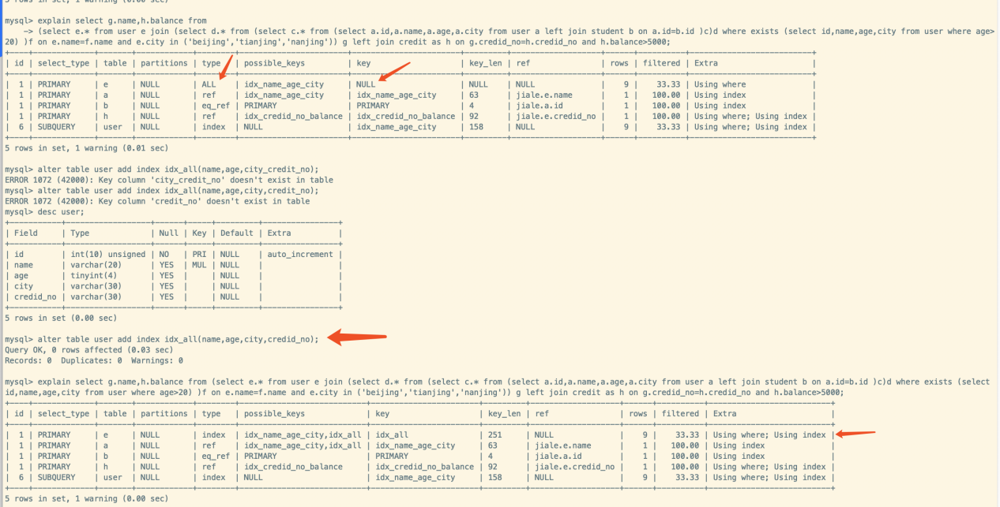 5 rows in set, 1 warning (0.00 sec)
mysql> explain select g.name,h.balance from
    -> (select e.* from user e join (select d.* from (select c.* from (select a.id,a.name,a.age,a.city from user a left join student b on a.id=b.id )c)d where exists (select id,name,age,city from user where age>
20) )f on e.name=f.name and e.city in ('beijing','tianjing','nanjing')) g left join credit as h on g.credid_no=h.credid_no and h.balance>5000;
| id | select_type | table | partitions | type | possible_keys | key | key_len | ref | rows | filtered | Extra |
| 1 | PRIMARY | e | NULL | ALL | idx_name_age_city | NULL | NULL | NULL | 9 | 33.33 | Using where |
| 1 | PRIMARY | a | NULL | ref | idx_name_age_city | idx_name_age_city | 63 | jiale.e.name | 1 | 100.00 | Using index |
| 1 | PRIMARY | b | NULL | eq_ref | PRIMARY | PRIMARY | 4 | jiale.a.id | 1 | 100.00 | Using index |
| 1 | PRIMARY | h | NULL | ref | idx_credid_no_balance | idx_credid_no_balance | 92 | jiale.e.credid_no | 1 | 100.00 | Using where; Using index |
| 6 | SUBQUERY | user | NULL | index | NULL | idx_name_age_city | 158 | NULL | 9 | 33.33 | Using where; Using index |
5 rows in set, 1 warning (0.01 sec)
mysql> alter table user add index idx_all(name,age,city_credit_no);
ERROR 1072 (42000): Key column 'city_credit_no' doesn't exist in table
mysql> alter table user add index idx_all(name,age,city,credit_no);
ERROR 1072 (42000): Key column 'credit_no' doesn't exist in table
mysql> desc user;
| Field | Type | Null | Key | Default | Extra |
| id | int(10) unsigned | NO | PRI | NULL | auto_increment |
| name | varchar(20) | YES | MUL | NULL | |
| age | tinyint(4) | YES | | NULL | |
| city | varchar(30) | YES | | NULL | |
| credid_no | varchar(30) | YES | | NULL | |
5 rows in set (0.00 sec)
mysql> alter table user add index idx_all(name,age,city,credid_no);
Query OK, 0 rows affected (0.03 sec)
Records: 0  Duplicates: 0  Warnings: 0
mysql> explain select g.name,h.balance from (select e.* from user e join (select d.* from (select c.* from (select a.id,a.name,a.age,a.city from user a left join student b on a.id=b.id )c)d where exists (select
id,name,age,city from user where age>20) )f on e.name=f.name and e.city in ('beijing','tianjing','nanjing')) g left join credit as h on g.credid_no=h.credid_no and h.balance>5000;
| id | select_type | table | partitions | type | possible_keys | key | key_len | ref | rows | filtered | Extra |
| 1 | PRIMARY | e | NULL | index | idx_name_age_city,idx_all | idx_all | 251 | NULL | 9 | 33.33 | Using where; Using index |
| 1 | PRIMARY | a | NULL | ref | idx_name_age_city,idx_all | idx_name_age_city | 63 | jiale.e.name | 1 | 100.00 | Using index |
| 1 | PRIMARY | b | NULL | eq_ref | PRIMARY | PRIMARY | 4 | jiale.a.id | 1 | 100.00 | Using index |
| 1 | PRIMARY | h | NULL | ref | idx_credid_no_balance | idx_credid_no_balance | 92 | jiale.e.credid_no | 1 | 100.00 | Using where; Using index |
| 6 | SUBQUERY | user | NULL | index | NULL | idx_name_age_city | 158 | NULL | 9 | 33.33 | Using where; Using index |
5 rows in set, 1 warning (0.00 sec)